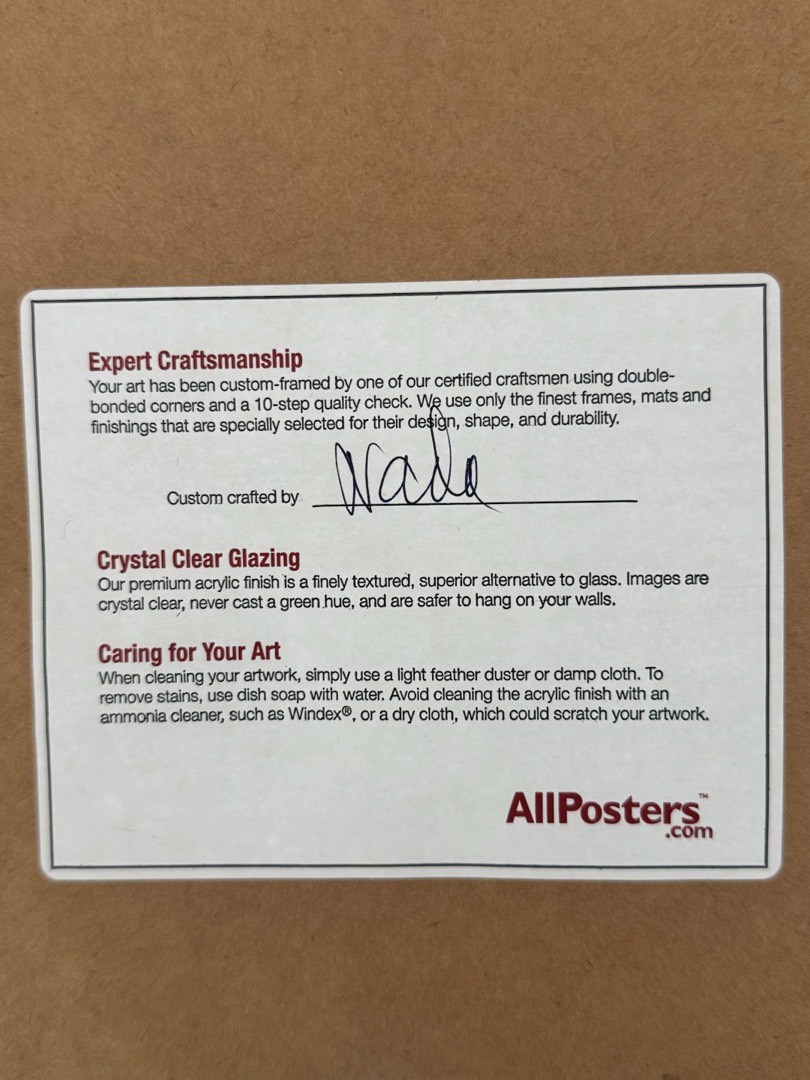 Expert Craftsmanship
Your art has been custom-framed by one of our certified craftsmen using double-
bonded corners and a 10-step quality check. We use only the finest frames, mats and
finishings that are specially selected for their design, shape, and durability.
Custom crafted by Wade
Crystal Clear Glazing
Our premium acrylic finish is a finely textured, superior alternative to glass. Images are
crystal clear, never cast a green hue, and are safer to hang on your walls.
Caring for Your Art
When cleaning your artwork, simply use a light feather duster or damp cloth. To
remove stains, use dish soap with water. Avoid cleaning the acrylic finish with an
ammonia cleaner, such as Windex®, or a dry cloth, which could scratch your artwork.
AllPosters™
.com